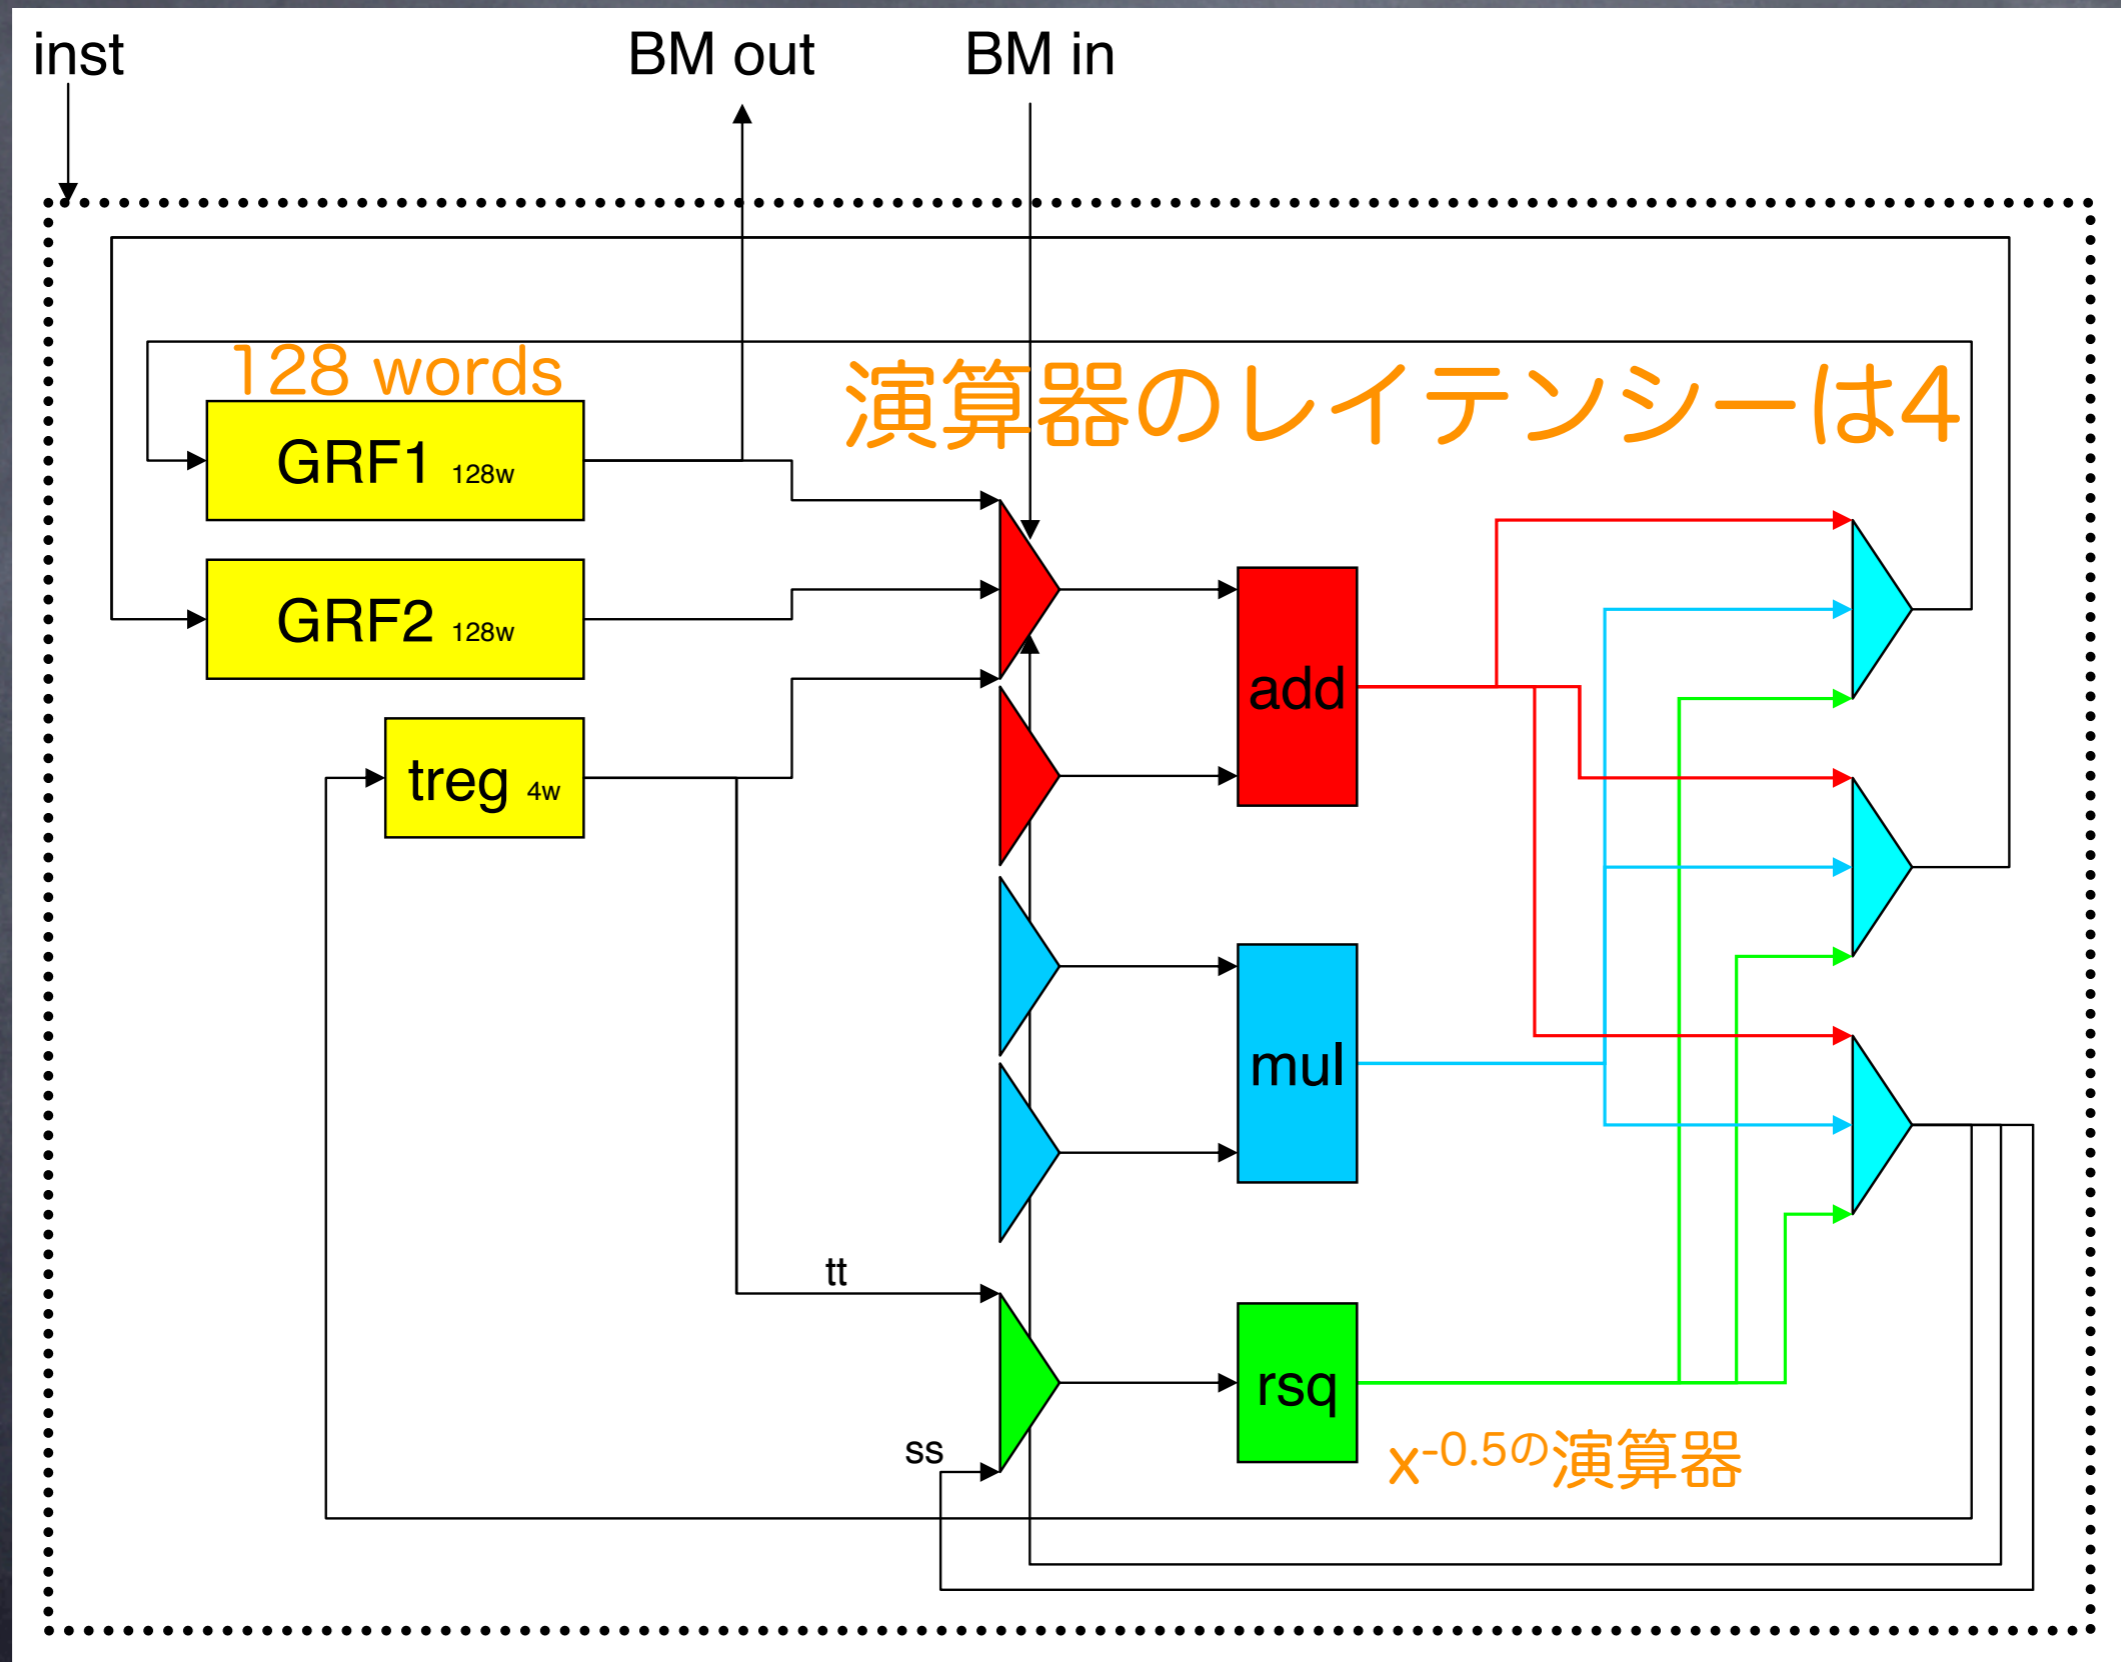 inst
BM out
BM in
128 words
演算器のレイテンシーは4
GRF1 128w
GRF2 128w
treg 4w
add
mul
tt
ss
rsq
x-0.5の演算器